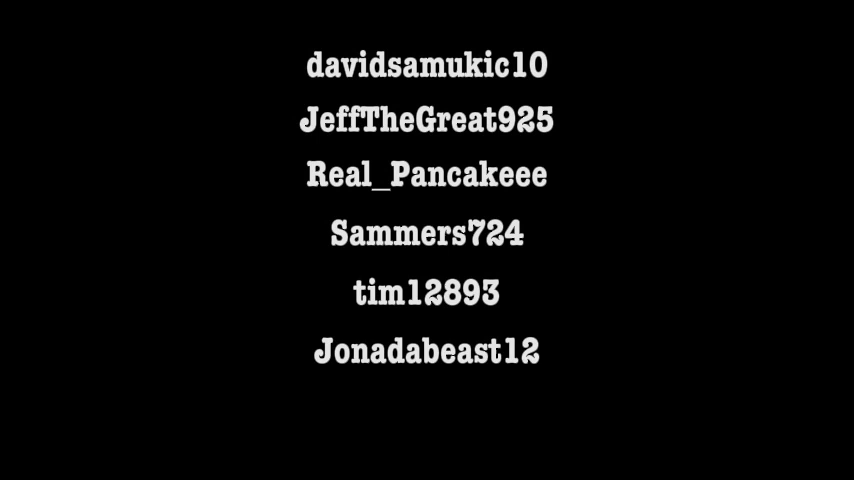 davidsamukic10
JeffTheGreat925
Real_Pancakeee
Sammers724
tim12893
Jonadabeast12